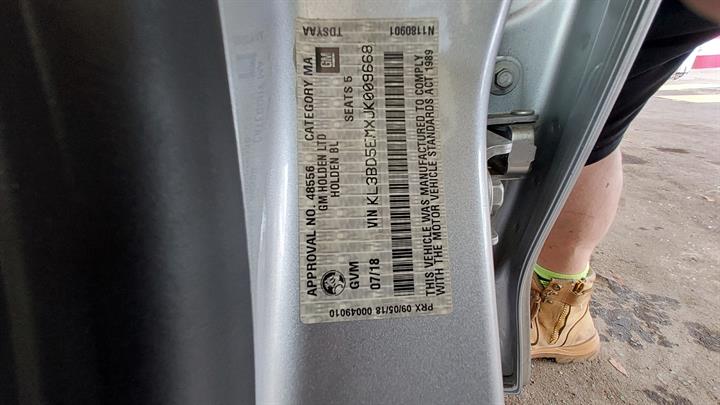 TDSYAA N1180901
GM
APPROVAL NO. 48556 CATEGORY MA
GM HOLDEN LTD
HOLDEN BL SEATS 5
GVM
07/18 VIN KL3BD5EMXJK009668
THIS VEHICLE WAS MANUFACTURED TO COMPLY
WITH THE MOTOR VEHICLE STANDARDS ACT 1989
PRX 09/05/18 00049010